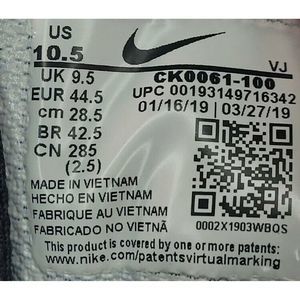 US
10.5
VJ
UK 9.5
CK0061-100
EUR 44.5
UPC 00193149716342
cm 28.5
01/16/19 | 03/27/19
BR 42.5
CN 285
(2.5)
MADE IN VIETNAM
HECHO EN VIETNAM
FABRIQUE AU VIETNAM
FABRICADO NO VIETNÃ
0002X1903WBQS
This product is covered by one or more patents:
www.nike.com/patentsvirtualmarking